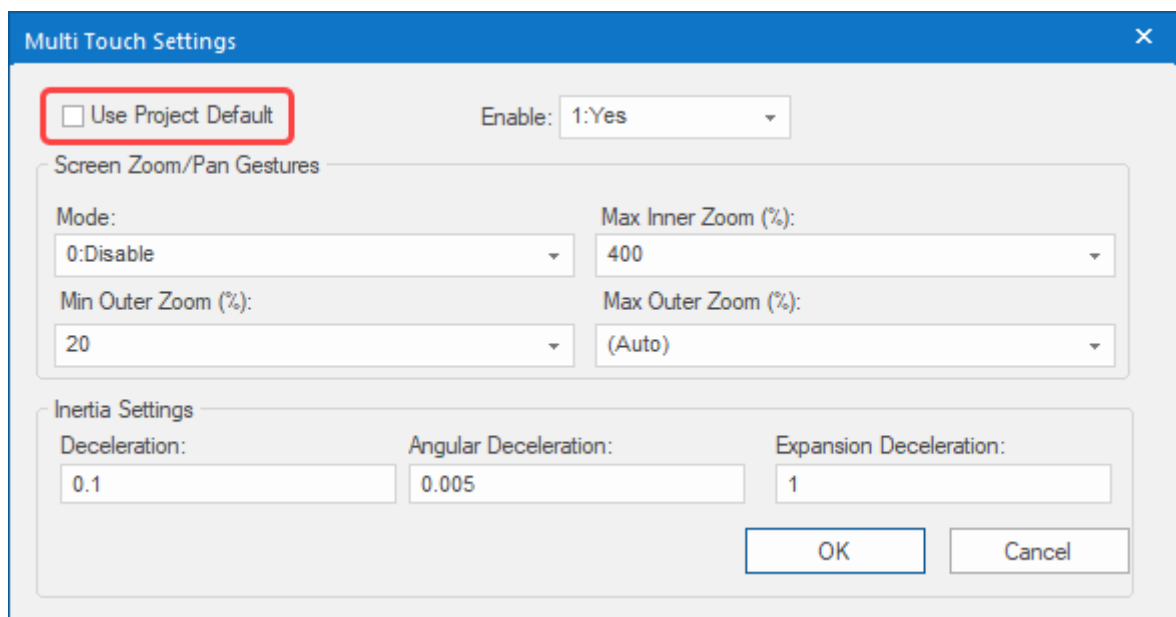 Multi Touch Settings
Use Project Default Enable: 1:Yes
Screen Zoom/Pan Gestures
Mode: Max Inner Zoom (%):
0:Disable 400
Min Outer Zoom (%): Max Outer Zoom (%):
20 (Auto)
Inertia Settings
Deceleration: Angular Deceleration: Expansion Deceleration:
0.1 0.005 1
OK Cancel